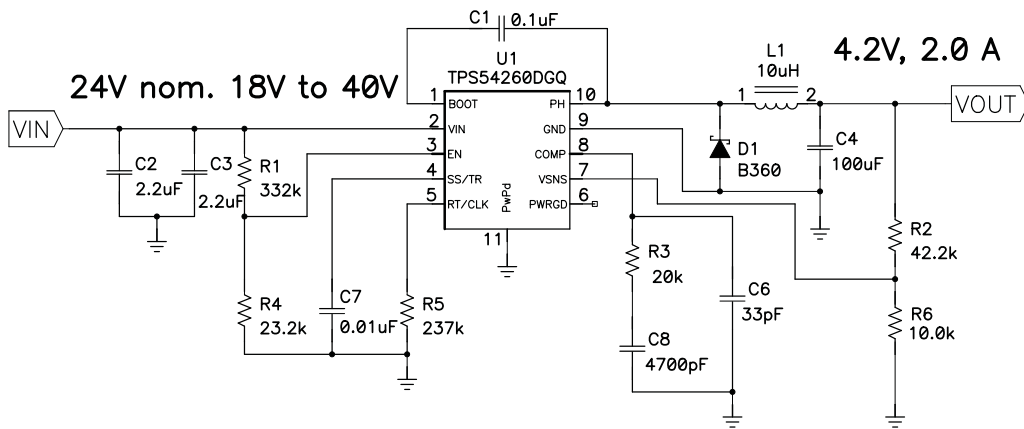 C1
0.1uF
U1
TPS54260DGQ
24V nom. 18V to 40V
4.2V, 2.0 A
L1
10uH
1
2
VIN
VOUT
1 BOOT
2 VIN
3 EN
4 SS/TR
5 RT/CLK
PH 10
GND 9
COMP 8
VSNS 7
PWRGD 6
PwPd
11
C2
2.2uF
C3
2.2uF
R1
332k
D1
B360
C4
100uF
R2
42.2k
R3
20k
C6
33pF
R4
23.2k
C7
0.01uF
R5
237k
C8
4700pF
R6
10.0k